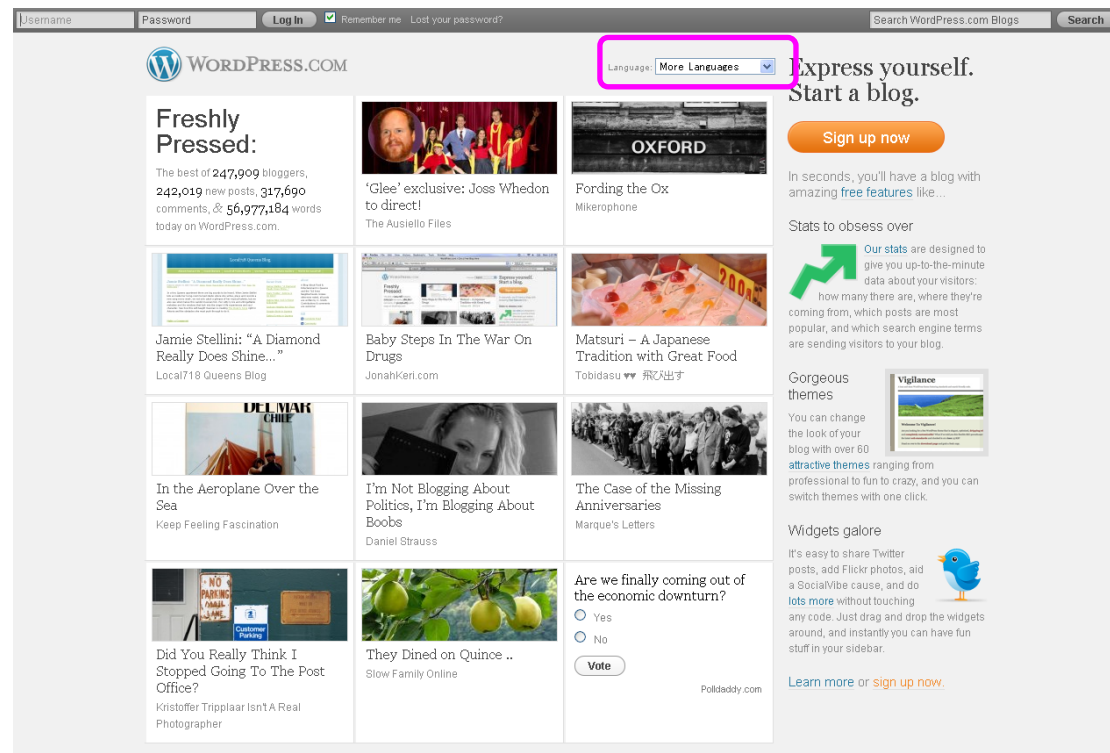 Username
Password
Log In
Remember me
Lost your password?
Search WordPress.com Blogs
Search
WORDPRESS.COM
Language: More Languages
Express yourself.
Start a blog.
Sign up now
In seconds, you'll have a blog with
amazing free features like...
Freshly
Pressed:
The best of 247,909 bloggers,
242,019 new posts, 317,690
comments, & 56,977,184 words
today on WordPress.com.
'Glee' exclusive: Joss Whedon
to direct!
The Ausiello Files
OXFORD
Fording the Ox
Mikerophone
Stats to obsess over
Our stats are designed to
give you up-to-the-minute
data about your visitors:
how many there are, where they're
coming from, which posts are most
popular, and which search engine terms
are sending visitors to your blog.
Jamie Stellini: "A Diamond
Really Does Shine..."
Local718 Queens Blog
Baby Steps In The War On
Drugs
JonahKeri.com
200
Matsuri – A Japanese
Tradition with Great Food
Tobidasu ♥♥ 飛び出す
Gorgeous
themes
Vigilance
Welcome To Vigilance!
You can change
the look of your
blog with over 60
attractive themes ranging from
professional to fun to crazy, and you can
switch themes with one click.
DEL MAR
CHILE
In the Aeroplane Over the
Sea
Keep Feeling Fascination
I'm Not Blogging About
Politics, I'm Blogging About
Boobs
Daniel Strauss
The Case of the Missing
Anniversaries
Marque's Letters
Widgets galore
It's easy to share Twitter
posts, add Flickr photos, aid
a SocialVibe cause, and do
lots more without touching
any code. Just drag and drop the widgets
around, and instantly you can have fun
stuff in your sidebar.
Learn more or sign up now.
NO
PARKING
Customer
Parking
Did You Really Think I
Stopped Going To The Post
Office?
Kristoffer Tripplaar Isn't A Real
Photographer
They Dined on Quince ..
Slow Family Online
Are we finally coming out of
the economic downturn?
Yes
No
Vote
Polldaddy.com